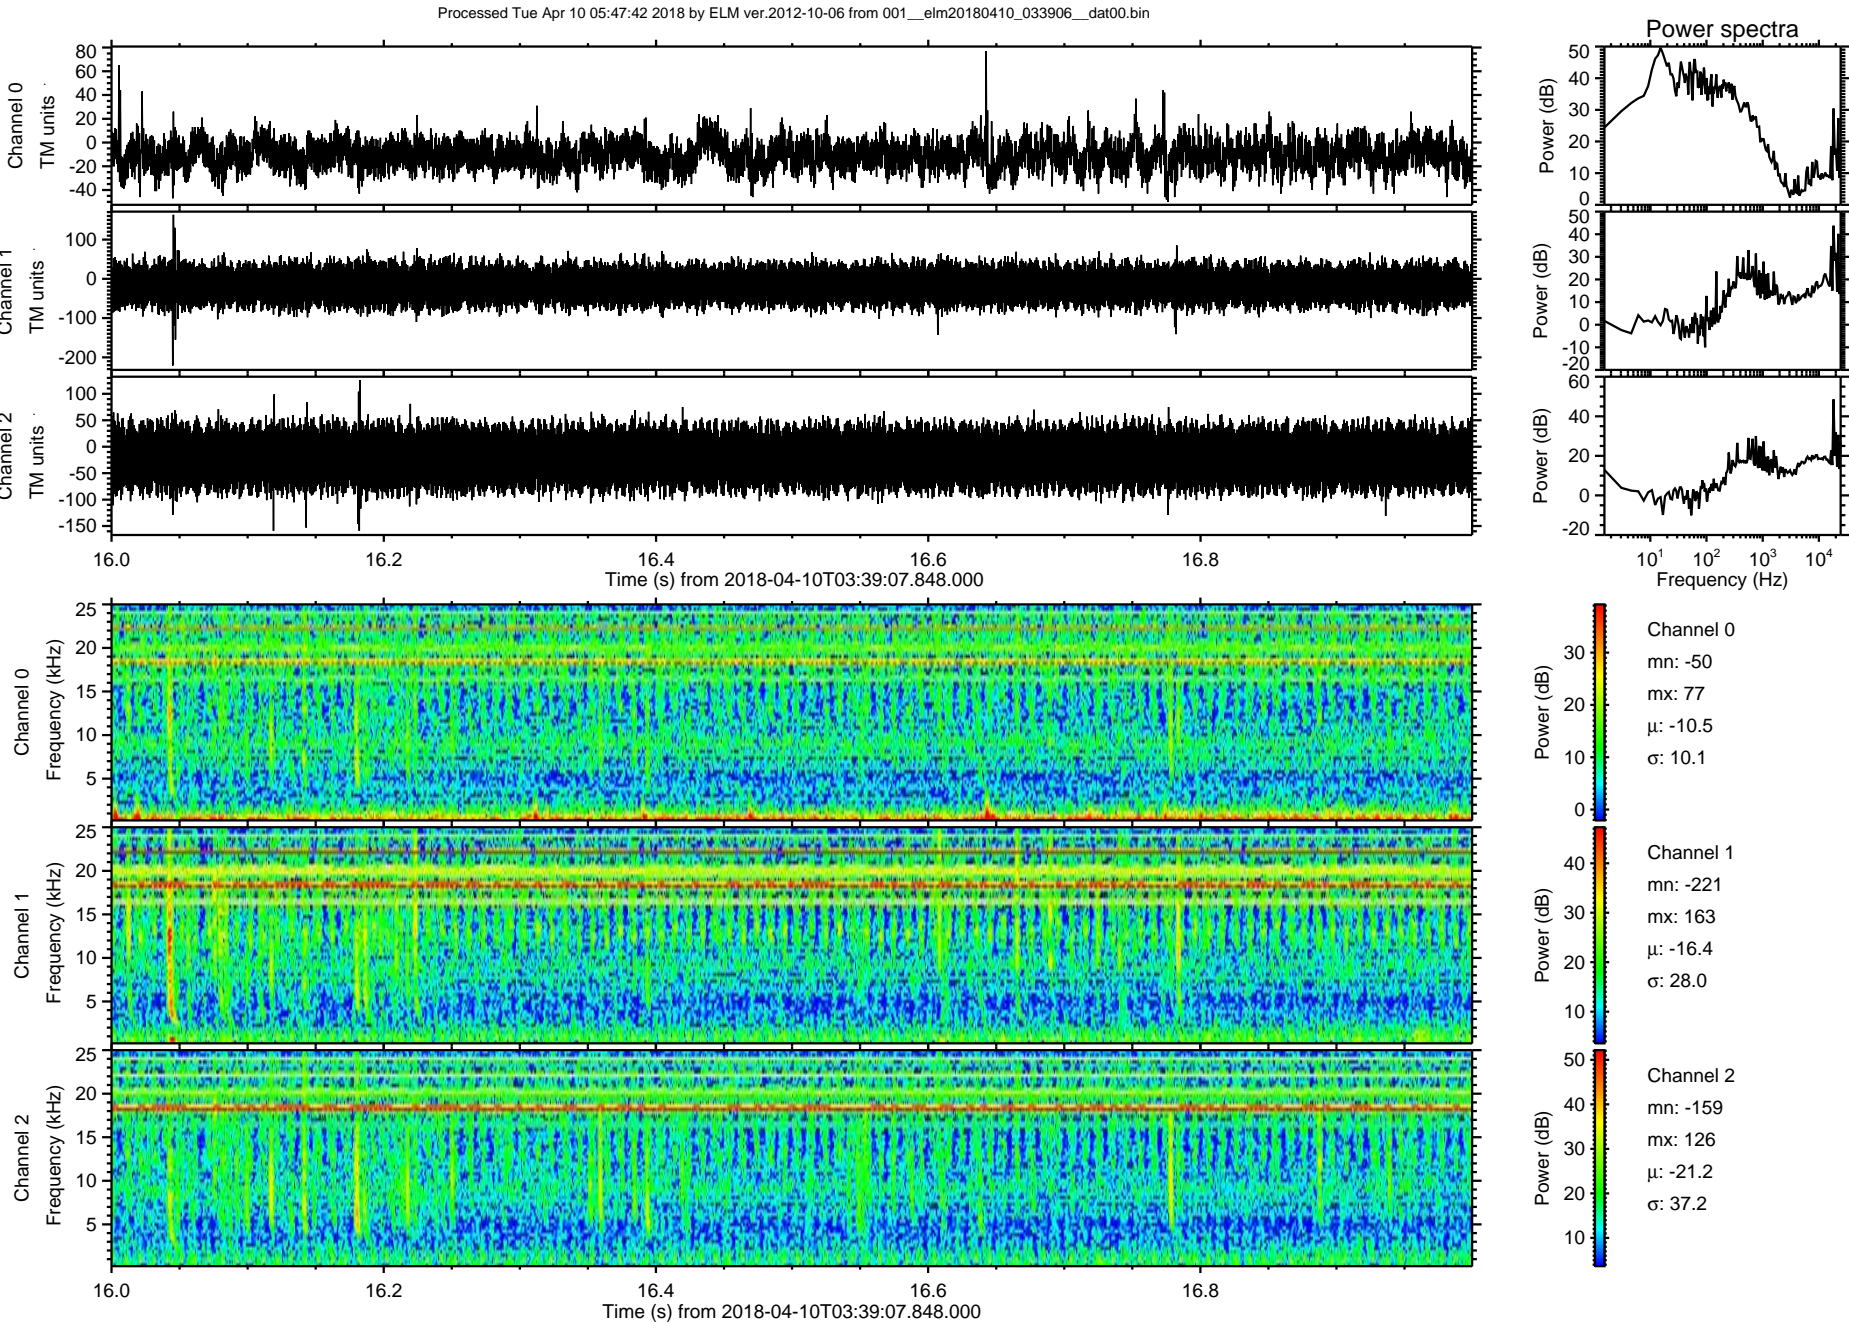 Processed Tue Apr 10 05:47:42 2018 by ELM ver.2012-10-06 from 001__elm20180410_033906__dat00.bin
Power spectra
Channel 0
TM units
80
60
40
20
0
-20
-40
Power (dB)
50
40
30
20
10
0
Channel 1
TM units
100
0
-100
-200
Power (dB)
50
40
30
20
10
0
-10
-20
Channel 2
TM units
100
50
0
-50
-100
-150
Power (dB)
60
40
20
0
-20
16.0 16.2 16.4 16.6 16.8
Time (s) from 2018-04-10T03:39:07.848.000
10¹ 10² 10³ 10⁴
Frequency (Hz)
Channel 0
Frequency (kHz)
25
20
15
10
5
Power (dB)
30
20
10
0
Channel 0
mn: -50
mx: 77
μ: -10.5
σ: 10.1
Channel 1
Frequency (kHz)
25
20
15
10
5
Power (dB)
40
30
20
10
Channel 1
mn: -221
mx: 163
μ: -16.4
σ: 28.0
Channel 2
Frequency (kHz)
25
20
15
10
5
Power (dB)
50
40
30
20
10
Channel 2
mn: -159
mx: 126
μ: -21.2
σ: 37.2
16.0 16.2 16.4 16.6 16.8
Time (s) from 2018-04-10T03:39:07.848.000